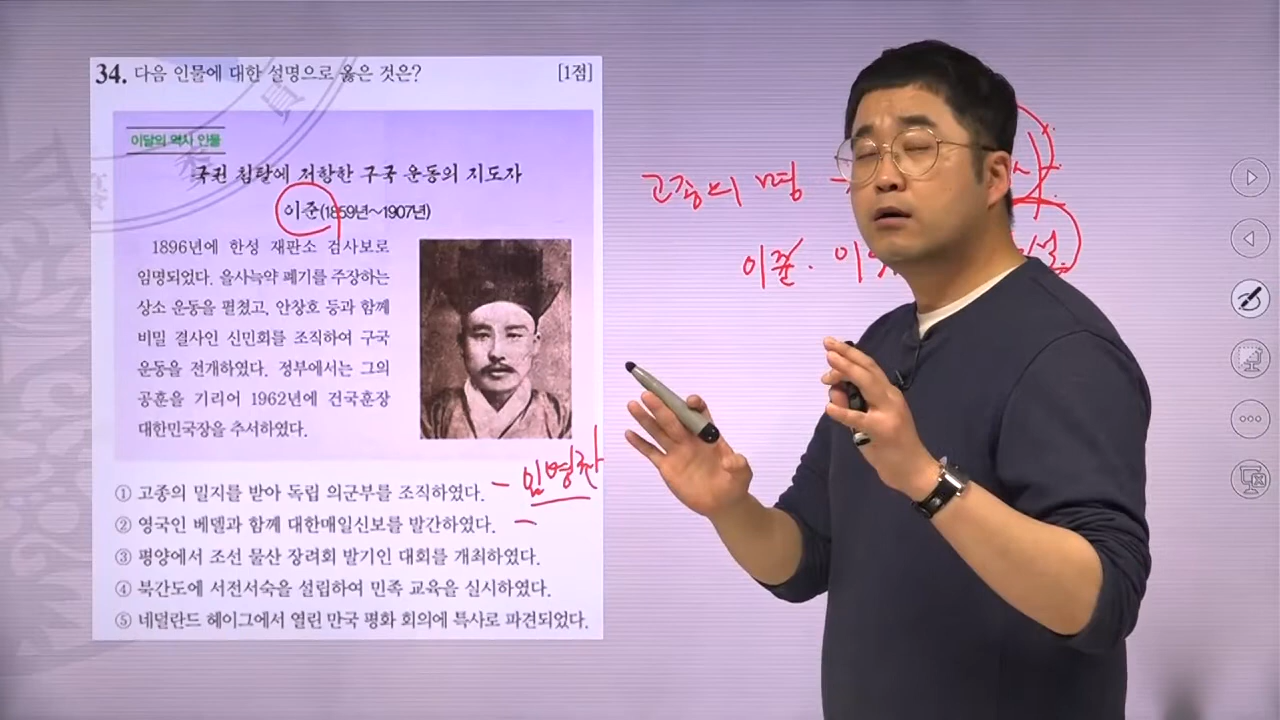 34. 다음 인물에 대한 설명으로 옳은 것은? [1점]
이달의 역사 인물
국권 침탈에 저항한 구국 운동의 지도자
이준(1859년~1907년)
1896년에 한성 재판소 검사보로
임명되었다. 을사늑약 폐기를 주장하는
상소 운동을 펼쳤고, 안창호 등과 함께
비밀 결사인 신민회를 조직하여 구국
운동을 전개하였다. 정부에서는 그의
공훈을 기리어 1962년에 건국훈장
대한민국장을 추서하였다.
① 고종의 밀지를 받아 독립 의군부를 조직하였다.
② 영국인 베델과 함께 대한매일신보를 발간하였다.
③ 평양에서 조선 물산 장려회 발기인 대회를 개최하였다.
④ 북간도에 서전서숙을 설립하여 민족 교육을 실시하였다.
⑤ 네덜란드 헤이그에서 열린 만국 평화 회의에 특사로 파견되었다.
- 임병찬
고종의 명
사
이준. 이
설